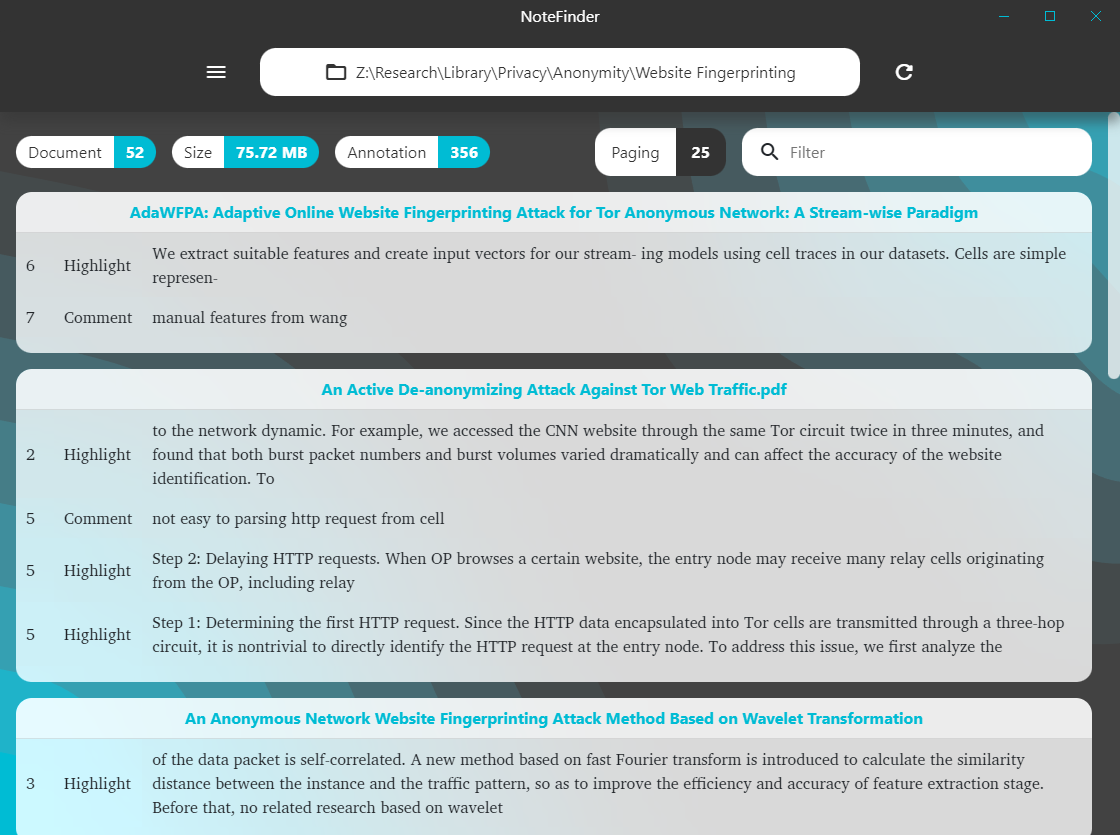 NoteFinder
Z:\Research\Library\Privacy\Anonymity\Website Fingerprinting
Document 52 Size 75.72 MB Annotation 356 Paging 25 Filter
AdaWFPA: Adaptive Online Website Fingerprinting Attack for Tor Anonymous Network: A Stream-wise Paradigm
6 Highlight We extract suitable features and create input vectors for our stream- ing models using cell traces in our datasets. Cells are simple
represen-
7 Comment manual features from wang
An Active De-anonymizing Attack Against Tor Web Traffic.pdf
to the network dynamic. For example, we accessed the CNN website through the same Tor circuit twice in three minutes, and
2 Highlight found that both burst packet numbers and burst volumes varied dramatically and can affect the accuracy of the website
identification. To
5 Comment not easy to parsing http request from cell
5 Highlight Step 2: Delaying HTTP requests. When OP browses a certain website, the entry node may receive many relay cells originating
from the OP, including relay
5 Highlight Step 1: Determining the first HTTP request. Since the HTTP data encapsulated into Tor cells are transmitted through a three-hop
circuit, it is nontrivial to directly identify the HTTP request at the entry node. To address this issue, we first analyze the
An Anonymous Network Website Fingerprinting Attack Method Based on Wavelet Transformation
of the data packet is self-correlated. A new method based on fast Fourier transform is introduced to calculate the similarity
3 Highlight distance between the instance and the traffic pattern, so as to improve the efficiency and accuracy of feature extraction stage.
Before that, no related research based on wavelet